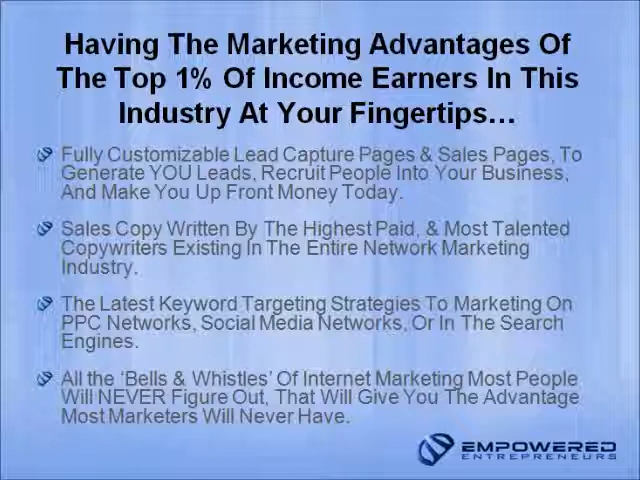 Having The Marketing Advantages Of
The Top 1% Of Income Earners In This
Industry At Your Fingertips…
Fully Customizable Lead Capture Pages & Sales Pages, To
Generate YOU Leads, Recruit People Into Your Business,
And Make You Up Front Money Today.
Sales Copy Written By The Highest Paid, & Most Talented
Copywriters Existing In The Entire Network Marketing
Industry.
The Latest Keyword Targeting Strategies To Marketing On
PPC Networks, Social Media Networks, Or In The Search
Engines.
All the ‘Bells & Whistles’ Of Internet Marketing Most People
Will NEVER Figure Out, That Will Give You The Advantage
Most Marketers Will Never Have.
EMPOWERED
ENTREPRENEURS